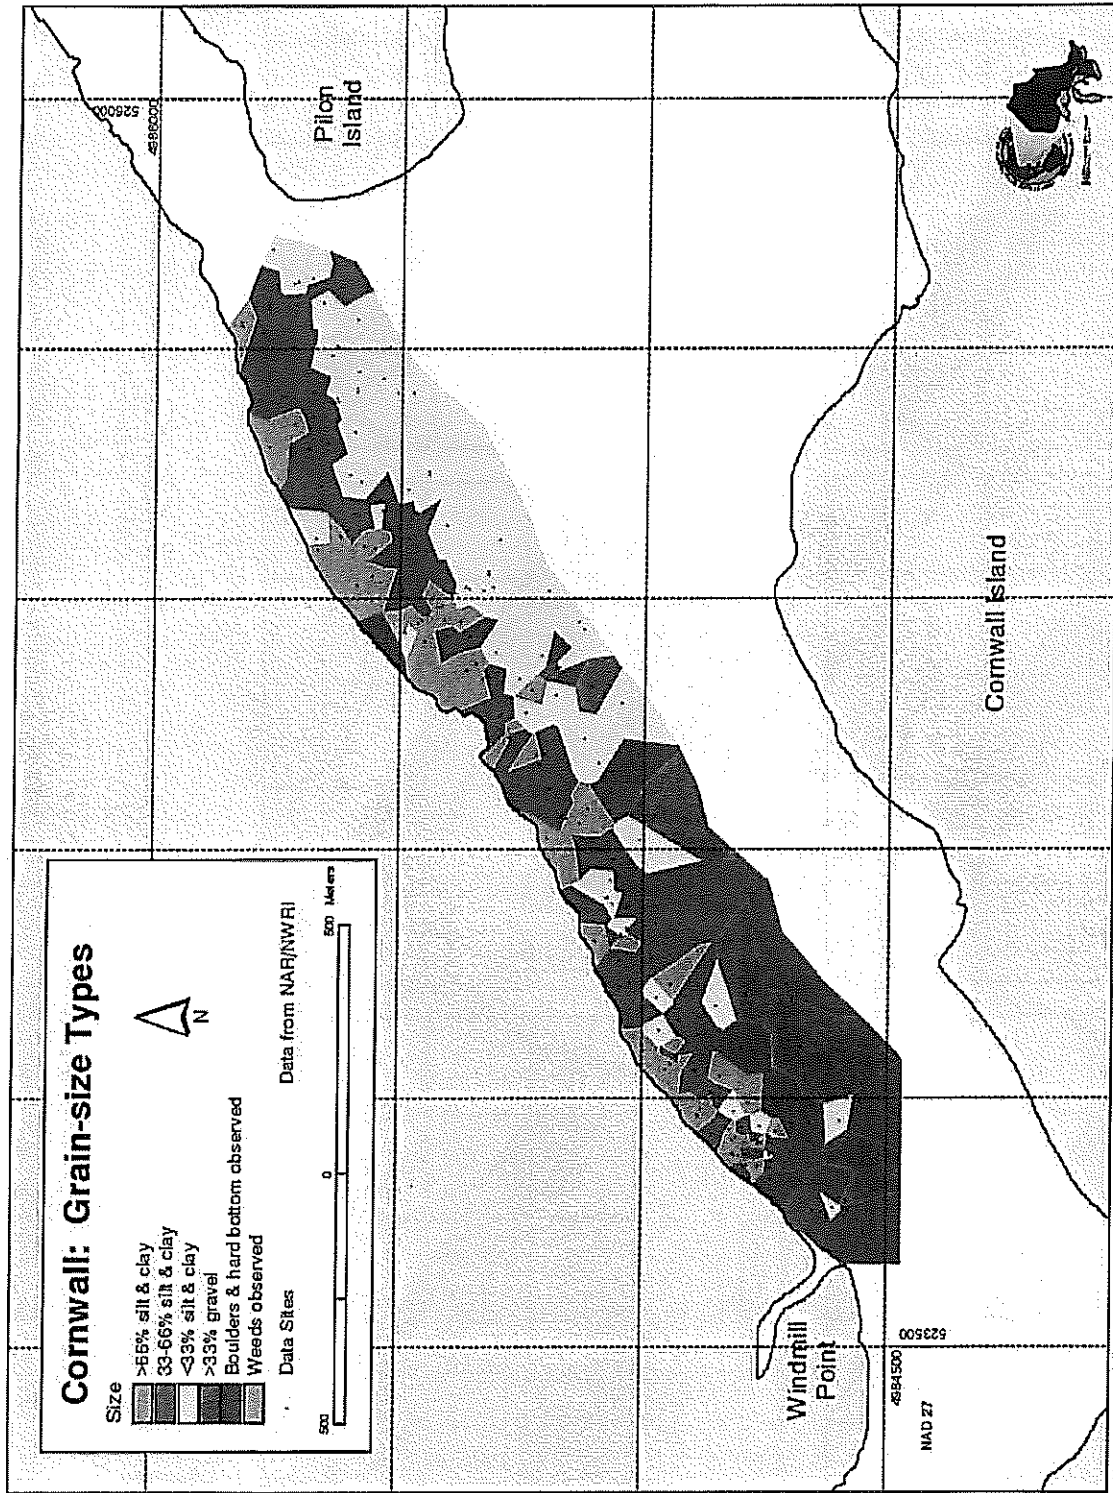 Cornwall: Grain-size Types
Size
>66% silt & clay
33-66% silt & clay
<33% silt & clay
>33% gravel
Boulders & hard bottom observed
Weeds observed
Data Sites
Data from NAR/NWRI
N
500
0
500 Meters
526000
4986000
Pilon
Island
Cornwall Island
Windmill
Point
523500
4984500
NAD 27